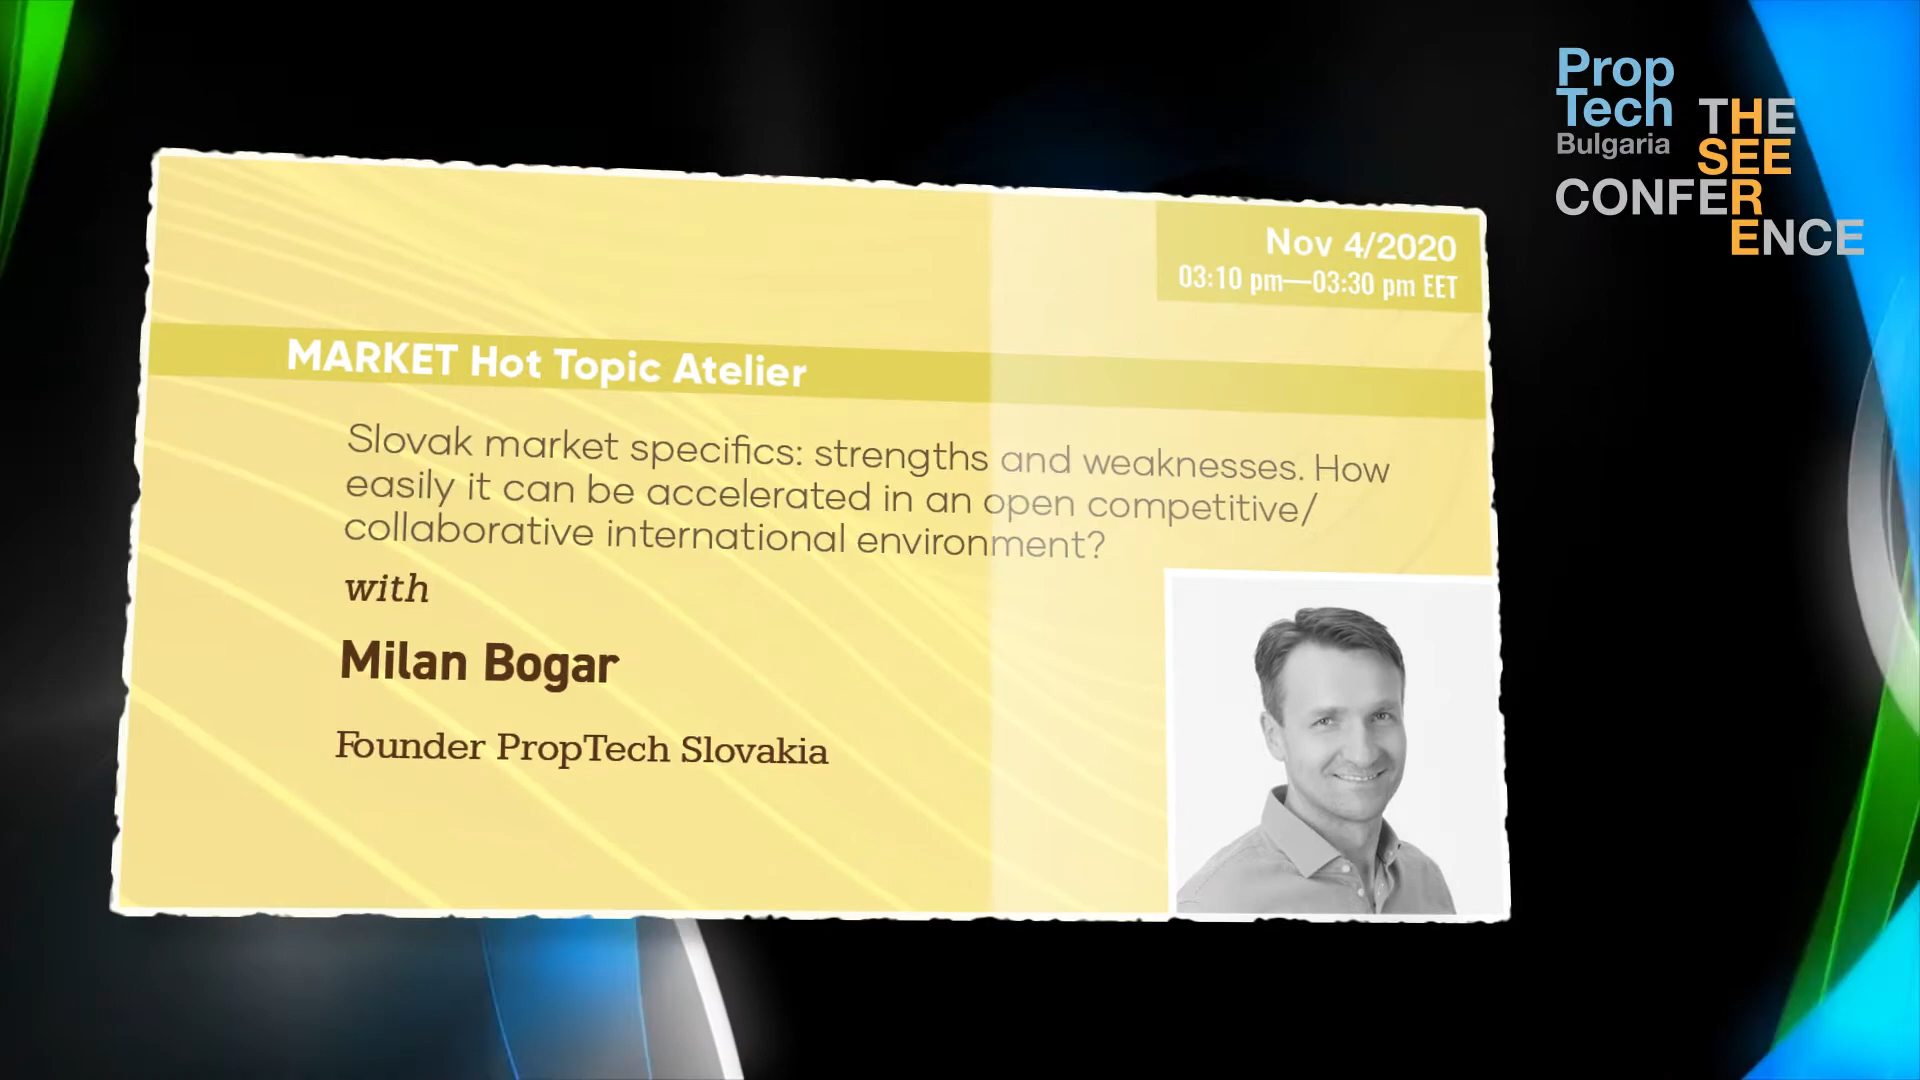 Prop
Tech
Bulgaria
THE
SEE
CONFERENCE
ENCE
Nov 4/2020
03:10 pm—03:30 pm EET
MARKET Hot Topic Atelier
Slovak market specifics: strengths and weaknesses. How
easily it can be accelerated in an open competitive/
collaborative international environment?
with
Milan Bogar
Founder PropTech Slovakia